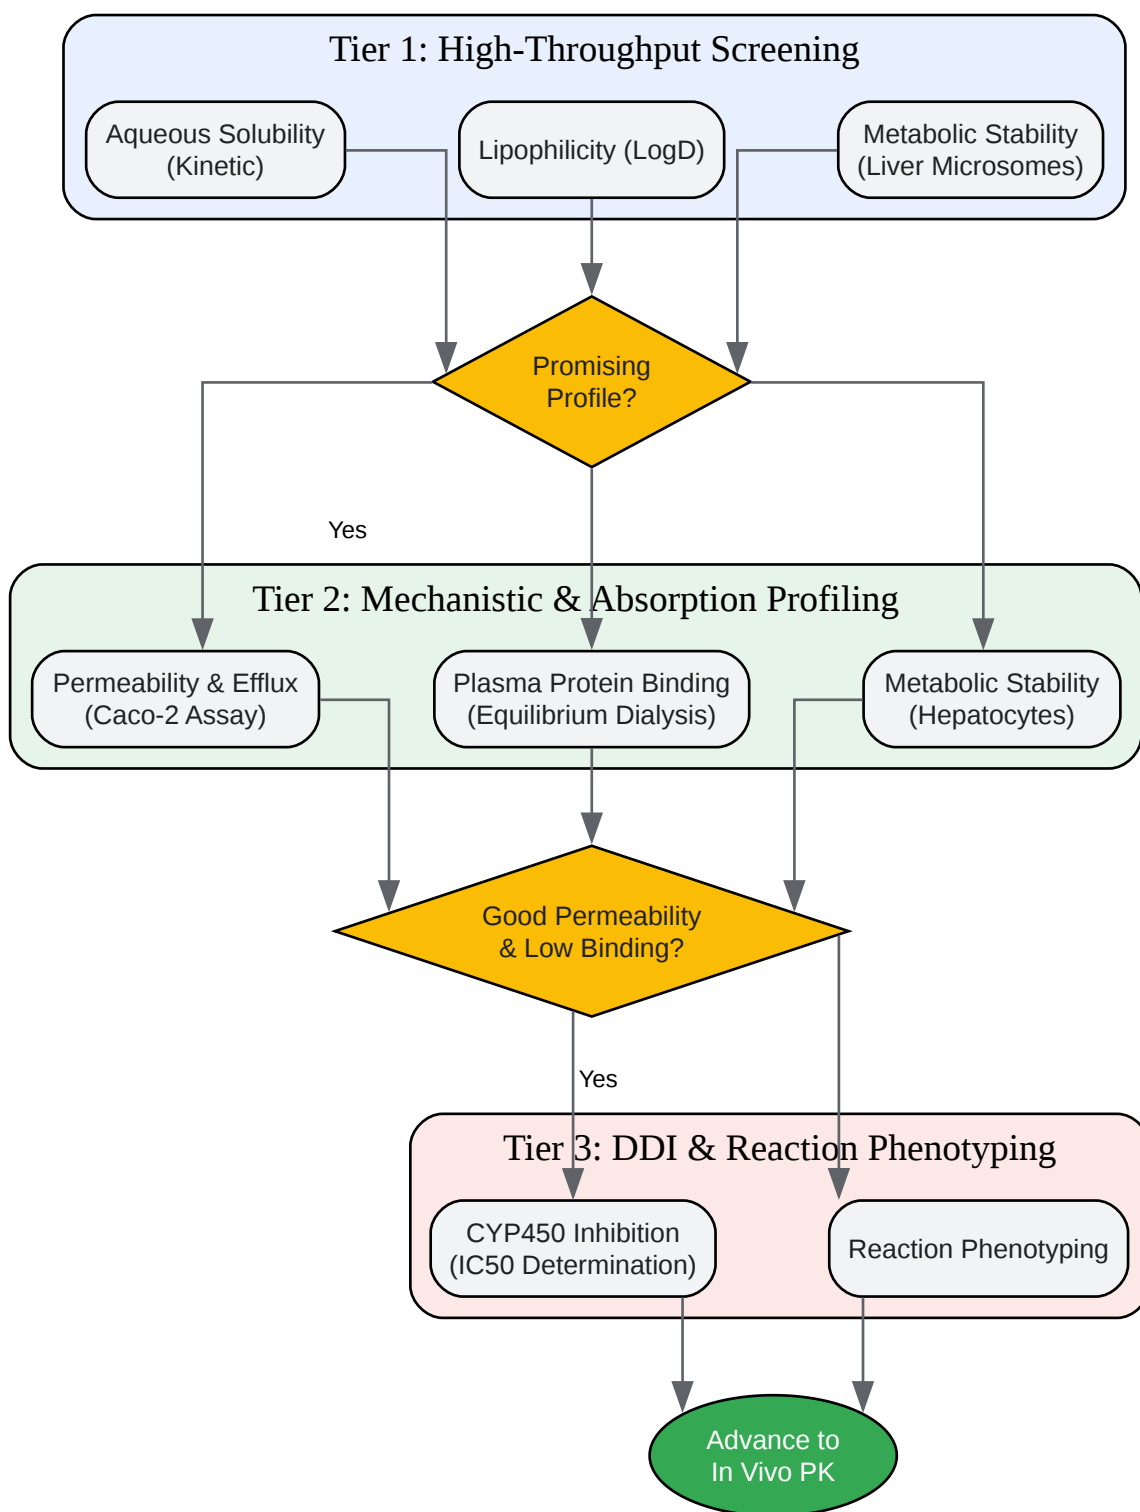 Tier 1: High-Throughput Screening
Aqueous Solubility
(Kinetic)
Lipophilicity (LogD)
Metabolic Stability
(Liver Microsomes)
Promising
Profile?
Yes
Tier 2: Mechanistic & Absorption Profiling
Permeability & Efflux
(Caco-2 Assay)
Plasma Protein Binding
(Equilibrium Dialysis)
Metabolic Stability
(Hepatocytes)
Good Permeability
& Low Binding?
Yes
Tier 3: DDI & Reaction Phenotyping
CYP450 Inhibition
(IC50 Determination)
Reaction Phenotyping
Advance to
In Vivo PK